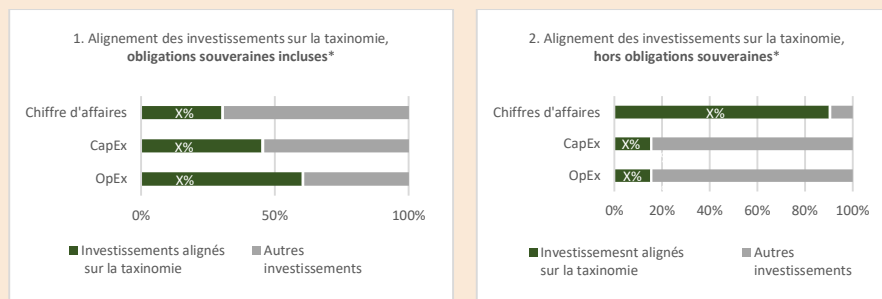 1. Alignement des investissements sur la taxinomie,
obligations souveraines incluses*
Chiffre d'affaires
X%
CapEx
X%
OpEx
X%
0%
50%
100%
Investissements alignés
sur la taxinomie
Autres
investissements
2. Alignement des investissements sur la taxinomie,
hors obligations souveraines*
Chiffres d'affaires
X%
CapEx
X%
OpEx
X%
0%
20%
40%
60%
80%
100%
Investissesnt alignés
sur la taxinomie
Autres
investissements